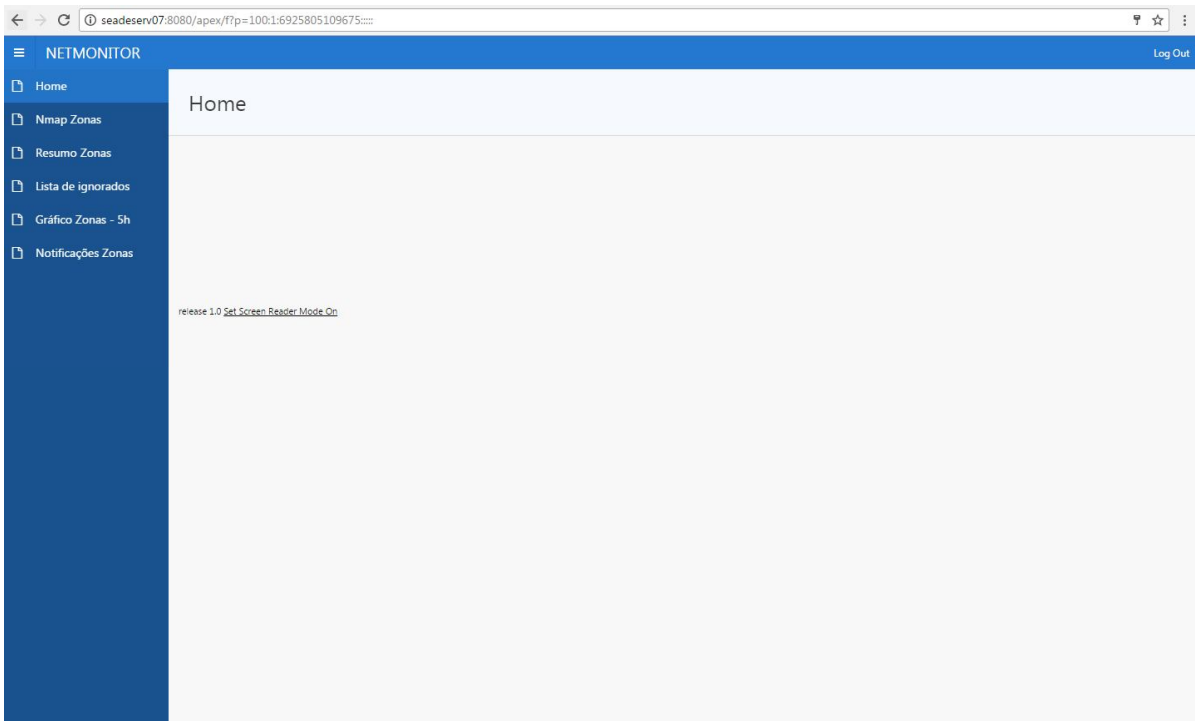 seadeserv07:8080/apex/f?p=100:1:6925805109675:::::
NETMONITOR
Log Out
Home
Nmap Zonas
Resumo Zonas
Lista de ignorados
Gráfico Zonas - 5h
Notificações Zonas
Home
release 1.0 Set Screen Reader Mode On